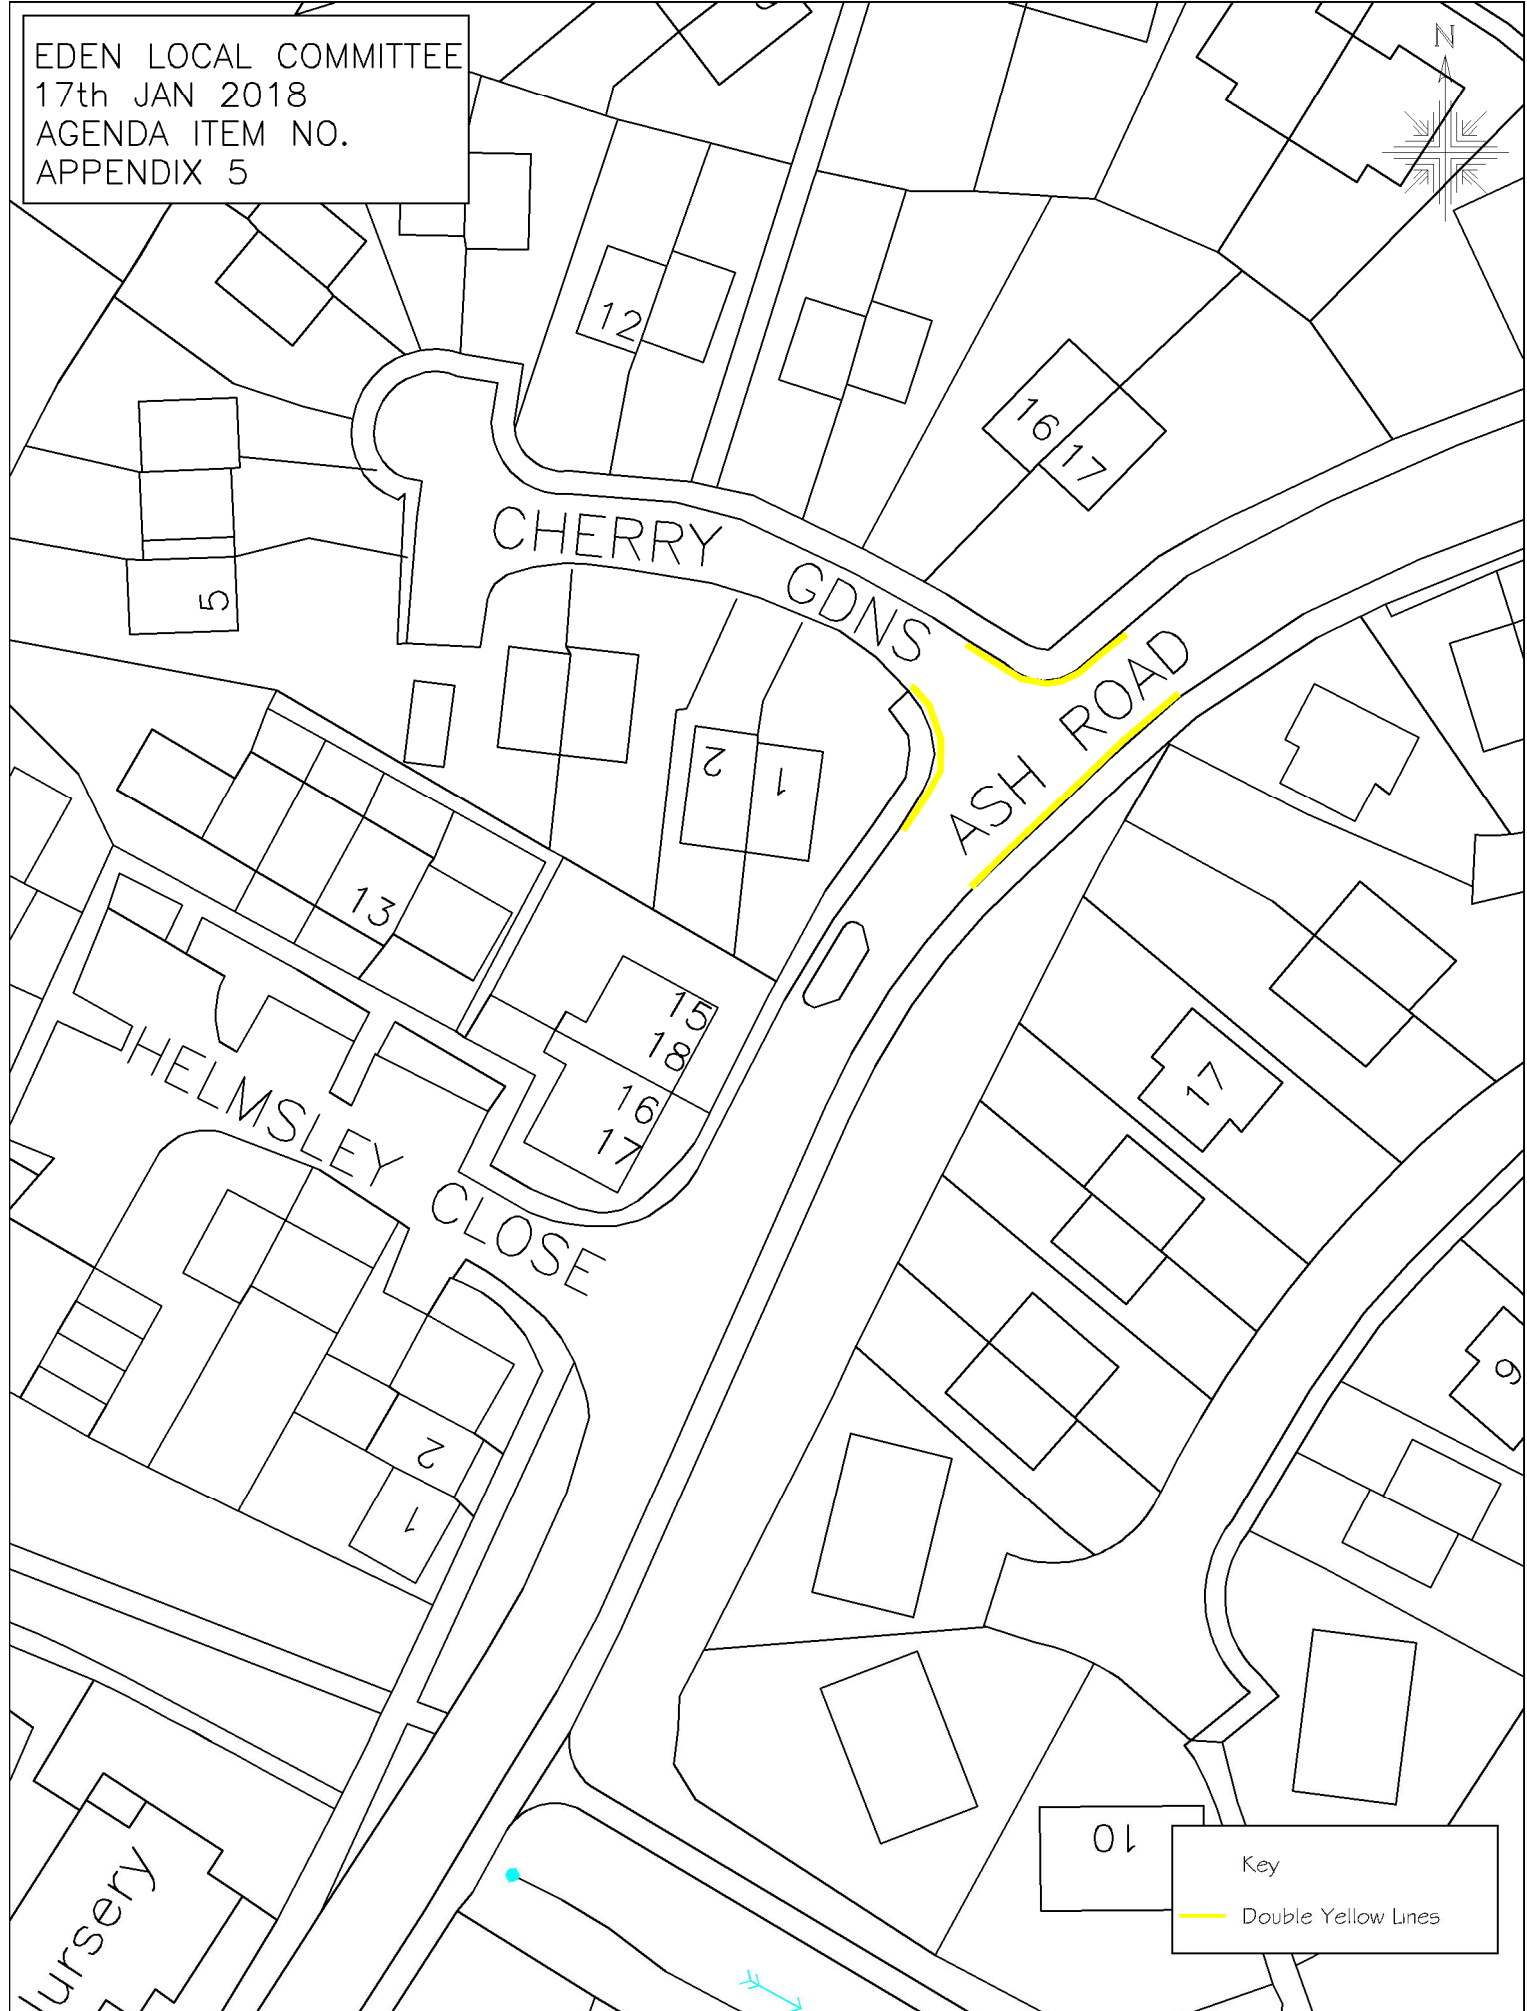 EDEN LOCAL COMMITTEE
17th JAN 2018
AGENDA ITEM NO.
APPENDIX 5
N
12
16
17
CHERRY GDNS
5
ASH ROAD
2
1
13
15
18
16
17
17
HELMSLEY CLOSE
9
2
1
10
Key
Double Yellow Lines